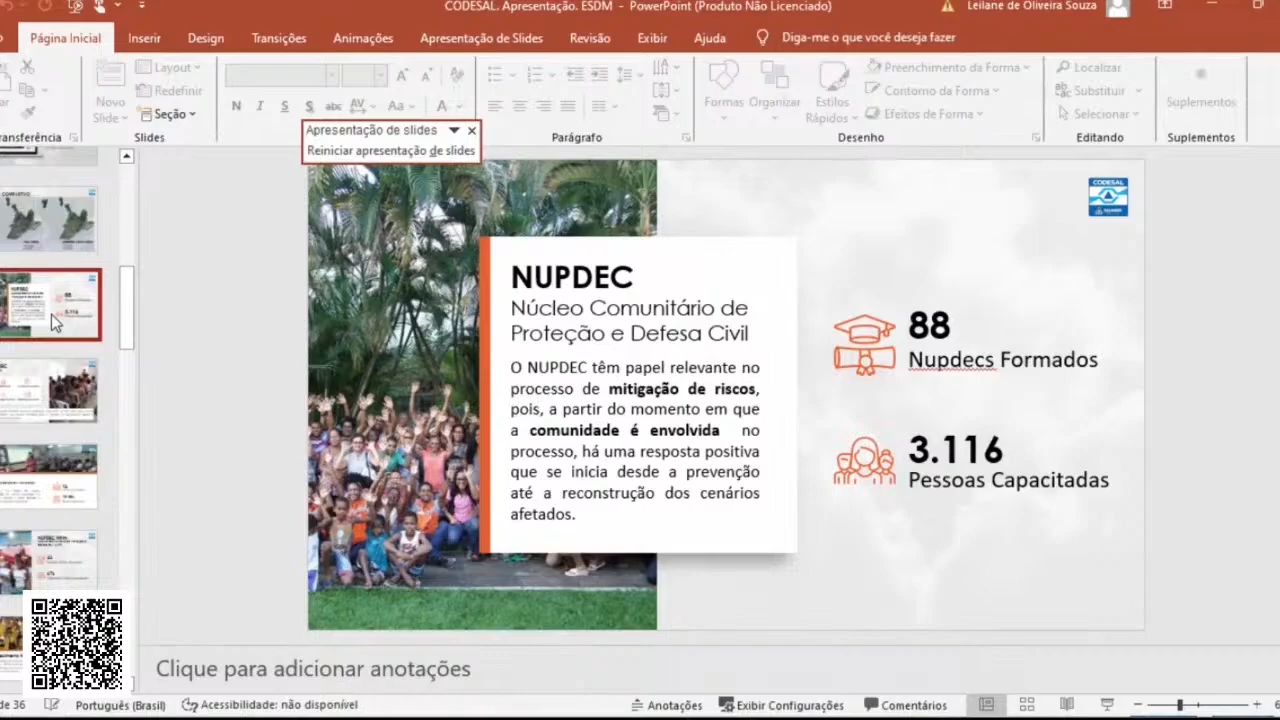 CODESAL. Apresentação. ESDM - PowerPoint (Produto Não Licenciado)
Leilane de Oliveira Souza
Página Inicial
Inserir
Design
Transições
Animações
Apresentação de Slides
Revisão
Exibir
Ajuda
Diga-me o que você deseja fazer
Layout
Redefinir
Seção
Novo
Slide
Slides
Formas
Organizar
Estilos
Rápidos
Preenchimento da Forma
Contorno da Forma
Efeitos de Forma
Localizar
Substituir
Selecionar
Suplementos
ansferência
Parágrafo
Desenho
Editando
Suplementos
Apresentação de slides
Reiniciar apresentação de slides
CODESAL
NUPDEC
Núcleo Comunitário de
Proteção e Defesa Civil
O NUPDEC têm papel relevante no
processo de mitigação de riscos,
pois, a partir do momento em que
a comunidade é envolvida no
processo, há uma resposta positiva
que se inicia desde a prevenção
até a reconstrução dos cenários
afetados.
88
Nupdecs Formados
3.116
Pessoas Capacitadas
Clique para adicionar anotações
de 36
Português (Brasil)
Acessibilidade: não disponível
Anotações
Exibir Configurações
Comentários